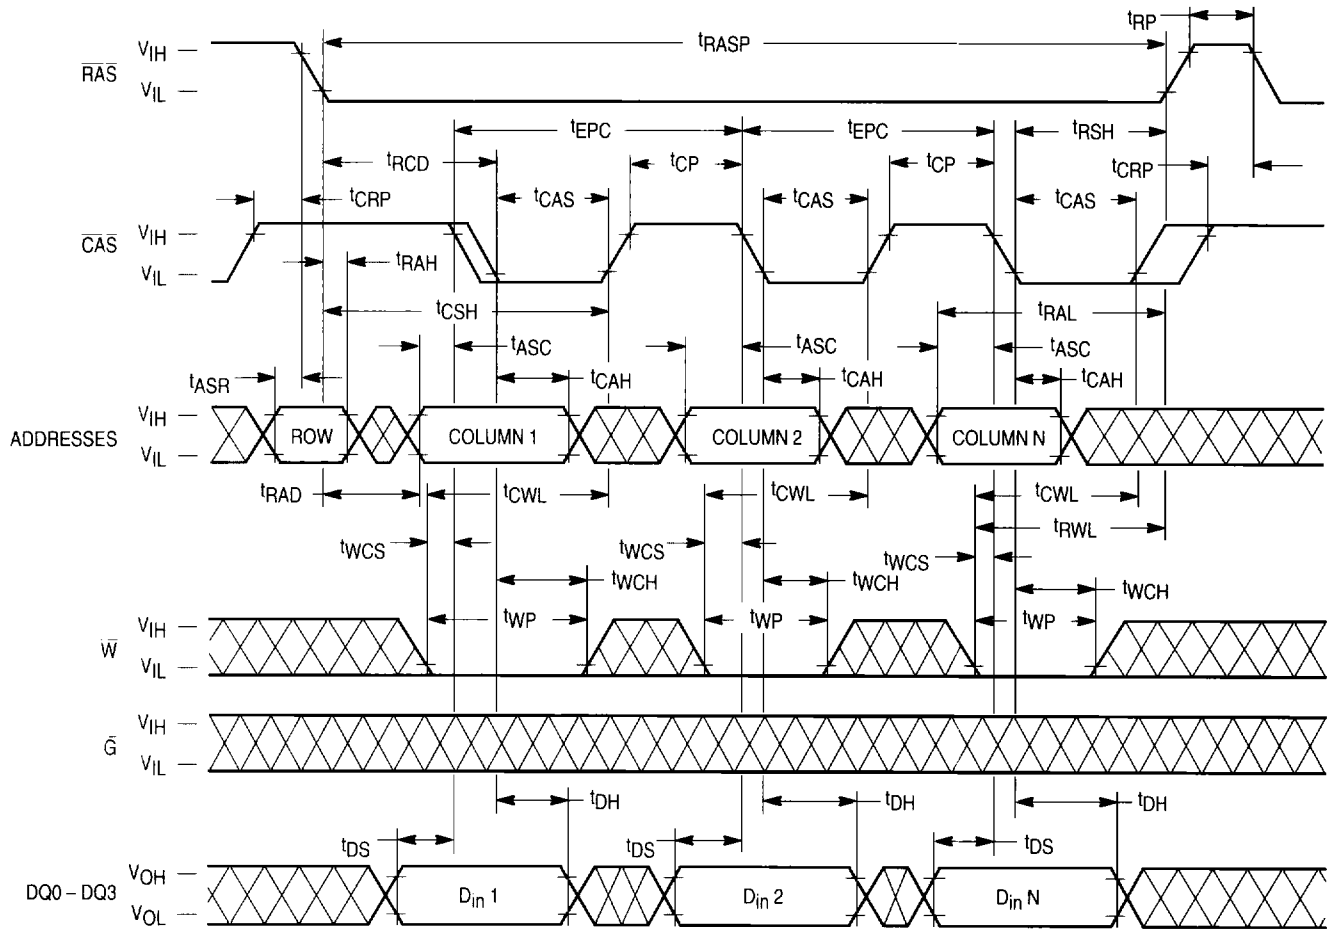 tRP
VIH
tRASP
RAS
VIL
tEPC tEPC tRSH
tRCD tCP tCP tCRP
tCRP tCAS tCAS tCAS
VIH
CAS
tRAH
VIL
tCSH tRAL
tASC tASC tASC
tASR tCAH tCAH tCAH
VIH
ADDRESSES ROW COLUMN 1 COLUMN 2 COLUMN N
VIL
tRAD tCWL tCWL tCWL
tRWL
tWCS tWCS tWCS
tWCH tWCH tWCH
tWP tWP tWP
VIH
W
VIL
VIH
G
VIL
tDH tDH tDH
tDS tDS tDS
VOH
DQ0 – DQ3 Din 1 Din 2 Din N
VOL